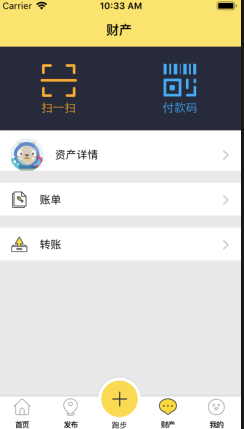 Carrier 10:33 AM
财产
扫一扫 付款码
资产详情
账单
转账
首页 发布 跑步 财产 我的